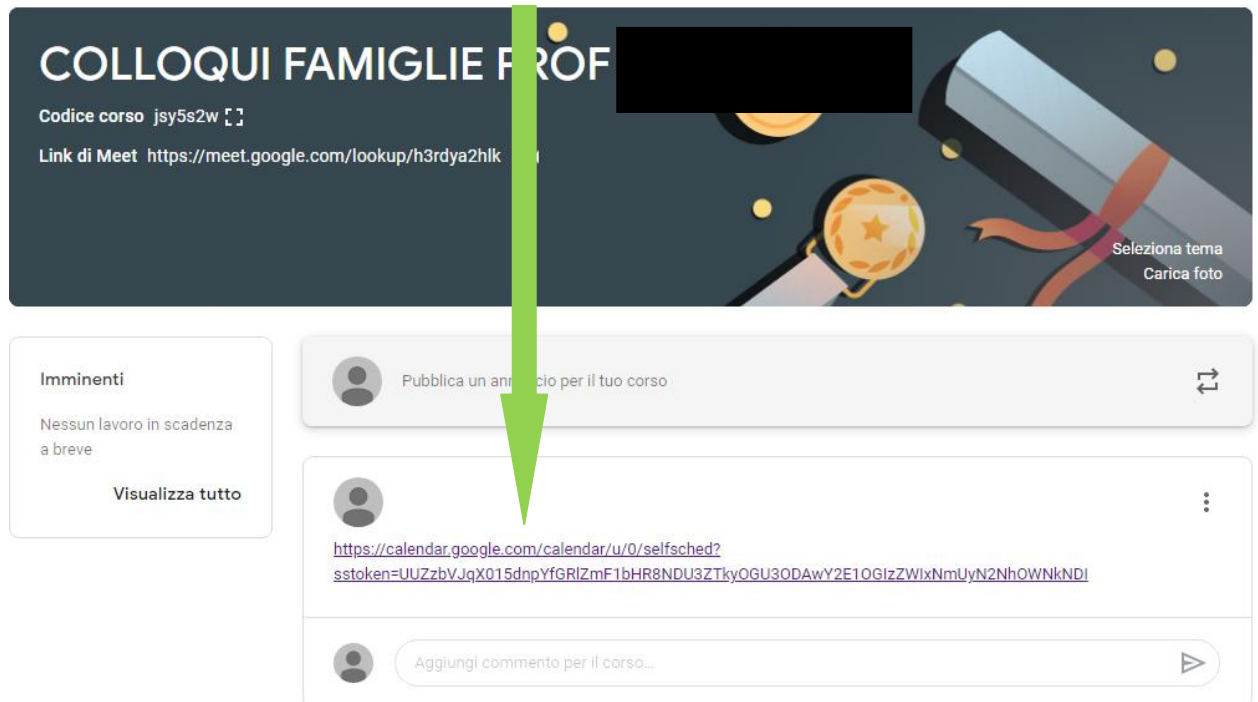 COLLOQUI FAMIGLIE PROF
Codice corso jsy5s2w
Link di Meet https://meet.google.com/lookup/h3rdya2hlk
Seleziona tema
Carica foto
Imminenti
Nessun lavoro in scadenza
a breve
Visualizza tutto
Pubblica un annuncio per il tuo corso
https://calendar.google.com/calendar/u/0/selfsched?
sstoken=UUZzbVJqX015dnpYfGRlZmF1bHR8NDU3ZTkyOGU3ODAwY2E1OGIzZWIxNmUyN2NhOWNkNDI
Aggiungi commento per il corso...